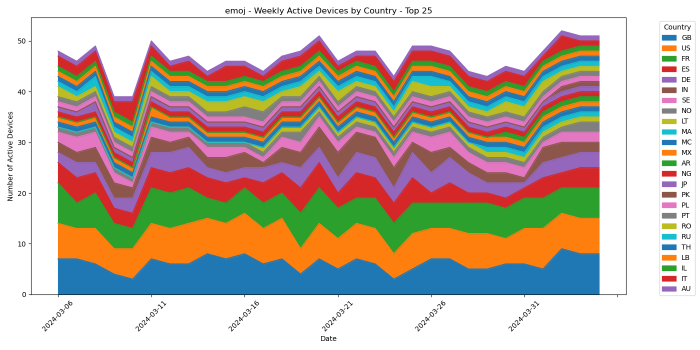 emoj - Weekly Active Devices by Country - Top 25
Number of Active Devices
50
40
30
20
10
0
2024-03-06
2024-03-11
2024-03-16
2024-03-21
2024-03-26
2024-03-31
Date
Country
GB
US
FR
ES
DE
IN
SE
NO
LT
MA
MC
MX
AR
NG
JP
PK
PL
PT
RO
RU
TH
LB
IL
IT
AU